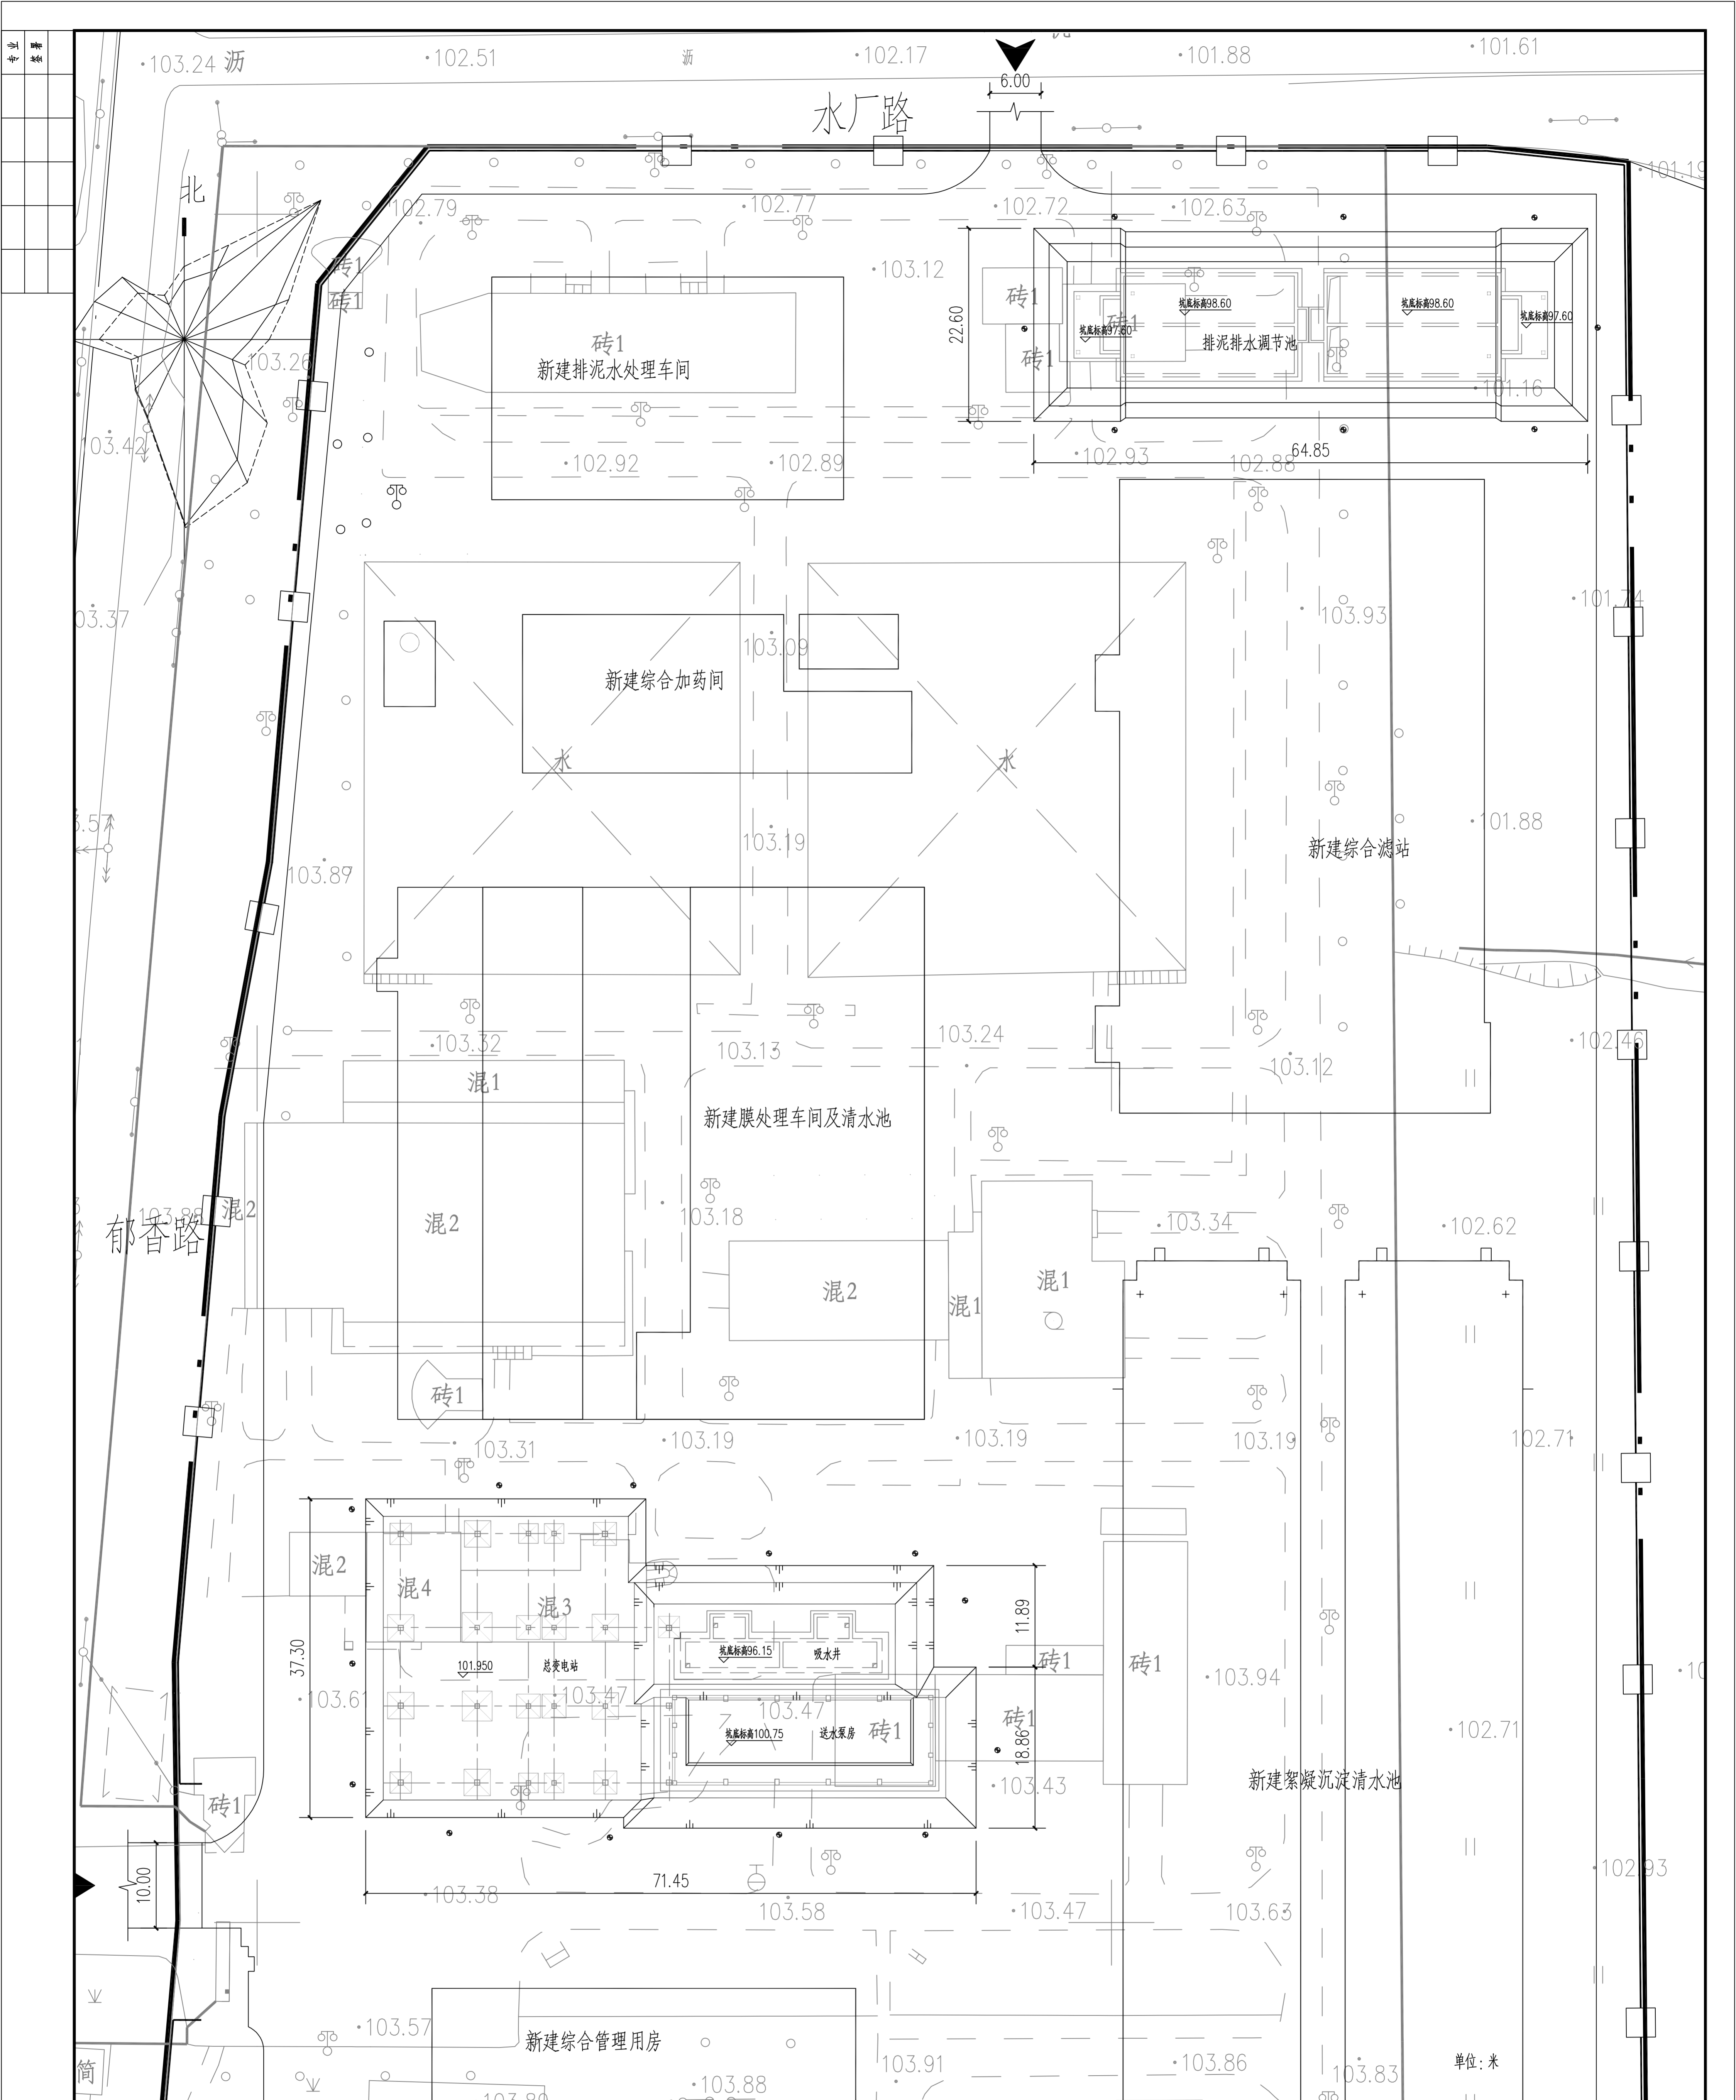 专业
签署
103.24
沥
102.51
沥
102.17
101.88
101.61
6.00
水厂路
北
102.79
102.77
102.72
102.63
砖1
砖1
103.12
22.60
砖1
砖1
砖1
坑底标高98.60
坑底标高98.60
坑底标高97.60
坑底标高97.60
排泥排水调节池
砖1
新建排泥水处理车间
103.26
101.16
103.42
102.92
102.89
102.93
102.88
64.85
03.37
103.09
103.93
101.74
新建综合加药间
水
水
103.19
101.88
新建综合滤站
103.87
103.32
103.13
103.24
103.12
102.46
混1
新建膜处理车间及清水池
103.88
混2
郁香路
混2
103.18
103.34
102.62
混2
混1
混1
砖1
103.31
103.19
103.19
103.19
102.71
混2
混4
混3
11.89
37.30
坑底标高96.15
吸水井
101.950
总变电站
砖1
砖1
103.94
103.61
103.47
103.47
坑底标高100.75
送水泵房
砖1
砖1
18.86
102.71
103.43
新建絮凝沉淀清水池
砖1
10.00
71.45
103.38
103.58
103.47
103.63
102.93
103.57
新建综合管理用房
103.91
103.86
103.83
单位：米
简
103.88